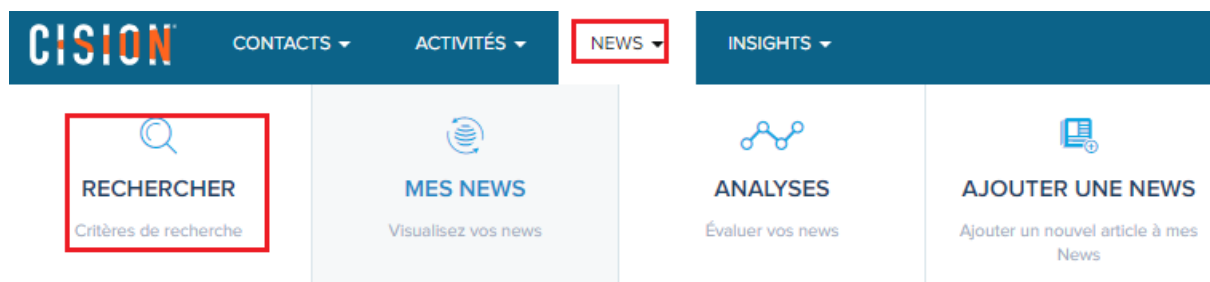 CISION CONTACTS ACTIVITÉS NEWS INSIGHTS
RECHERCHER MES NEWS ANALYSES AJOUTER UNE NEWS
Critères de recherche Visualisez vos news Évaluer vos news Ajouter un nouvel article à mes
News